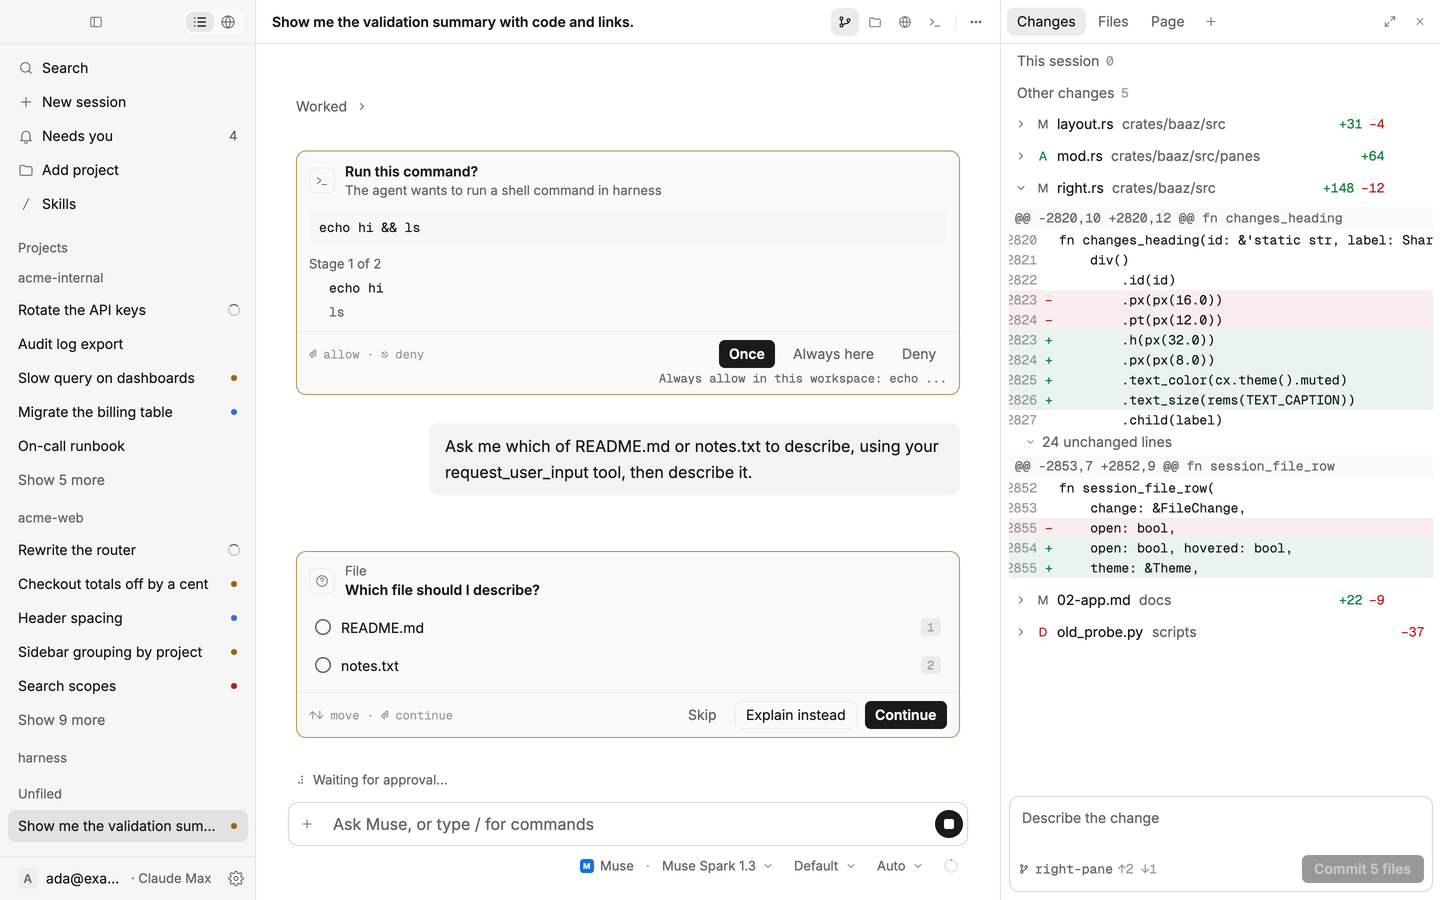 Search
New session
Needs you 4
Add project
Skills
Projects
acme-internal
Rotate the API keys
Audit log export
Slow query on dashboards
Migrate the billing table
On-call runbook
Show 5 more
acme-web
Rewrite the router
Checkout totals off by a cent
Header spacing
Sidebar grouping by project
Search scopes
Show 9 more
harness
Unfiled
Show me the validation sum...
A ada@exa... · Claude Max
Show me the validation summary with code and links.
Worked
Run this command?
The agent wants to run a shell command in harness
echo hi && ls
Stage 1 of 2
echo hi
ls
allow · deny
Once Always here Deny
Always allow in this workspace: echo ...
Ask me which of README.md or notes.txt to describe, using your
request_user_input tool, then describe it.
File
Which file should I describe?
README.md 1
notes.txt 2
↑↓ move · continue
Skip Explain instead Continue
Waiting for approval...
+ Ask Muse, or type / for commands
M Muse · Muse Spark 1.3 Default Auto
Changes Files Page +
This session 0
Other changes 5
M layout.rs crates/baaz/src +31 −4
A mod.rs crates/baaz/src/panes +64
M right.rs crates/baaz/src +148 −12
@@ -2820,10 +2820,12 @@ fn changes_heading
2820 fn changes_heading(id: &'static str, label: Shar
2821 div()
2822 .id(id)
2823 − .px(px(16.0))
2824 − .pt(px(12.0))
2823 + .h(px(32.0))
2824 + .px(px(8.0))
2825 + .text_color(cx.theme().muted)
2826 + .text_size(rems(TEXT_CAPTION))
2827 .child(label)
24 unchanged lines
@@ -2853,7 +2852,9 @@ fn session_file_row
2852 fn session_file_row(
2853 change: &FileChange,
2855 − open: bool,
2854 + open: bool, hovered: bool,
2855 + theme: &Theme,
M 02-app.md docs +22 −9
D old_probe.py scripts −37
Describe the change
right-pane ↑2 ↓1
Commit 5 files